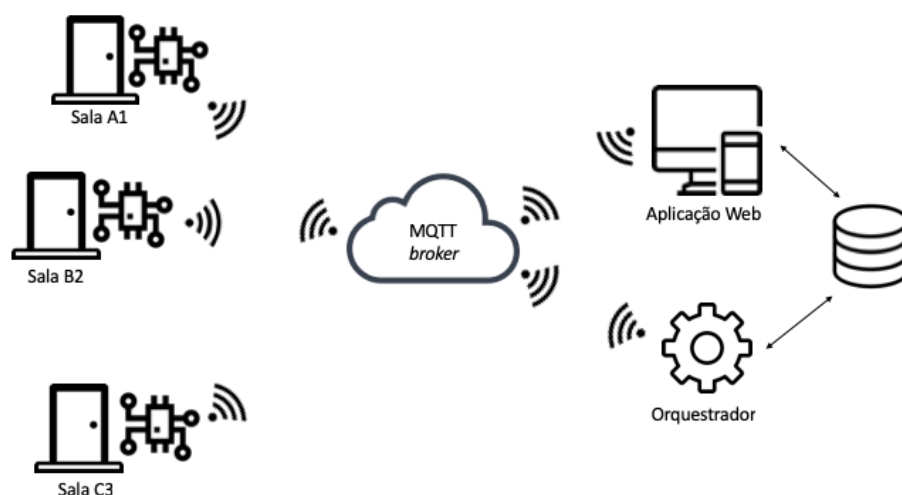 Sala A1
Sala B2
Sala C3
MQTT
broker
Aplicação Web
Orquestrador